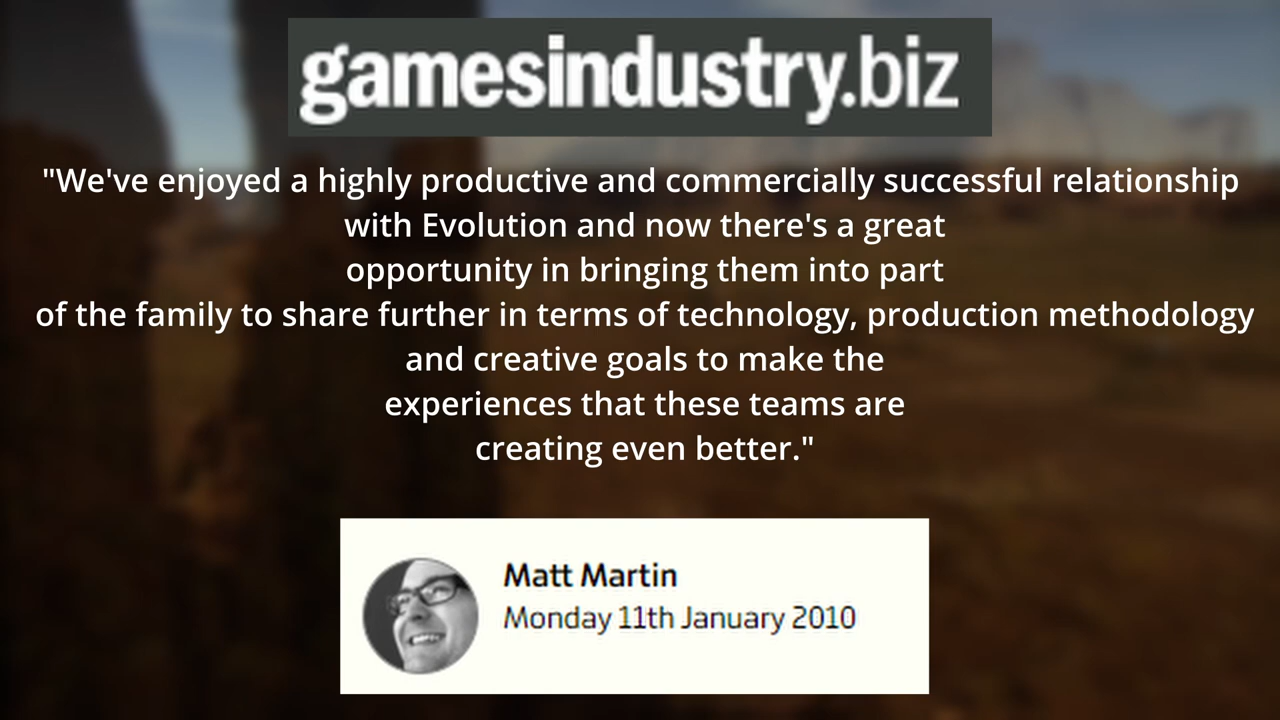 gamesindustry.biz
"We've enjoyed a highly productive and commercially successful relationship
with Evolution and now there's a great
opportunity in bringing them into part
of the family to share further in terms of technology, production methodology
and creative goals to make the
experiences that these teams are
creating even better."
Matt Martin
Monday 11th January 2010